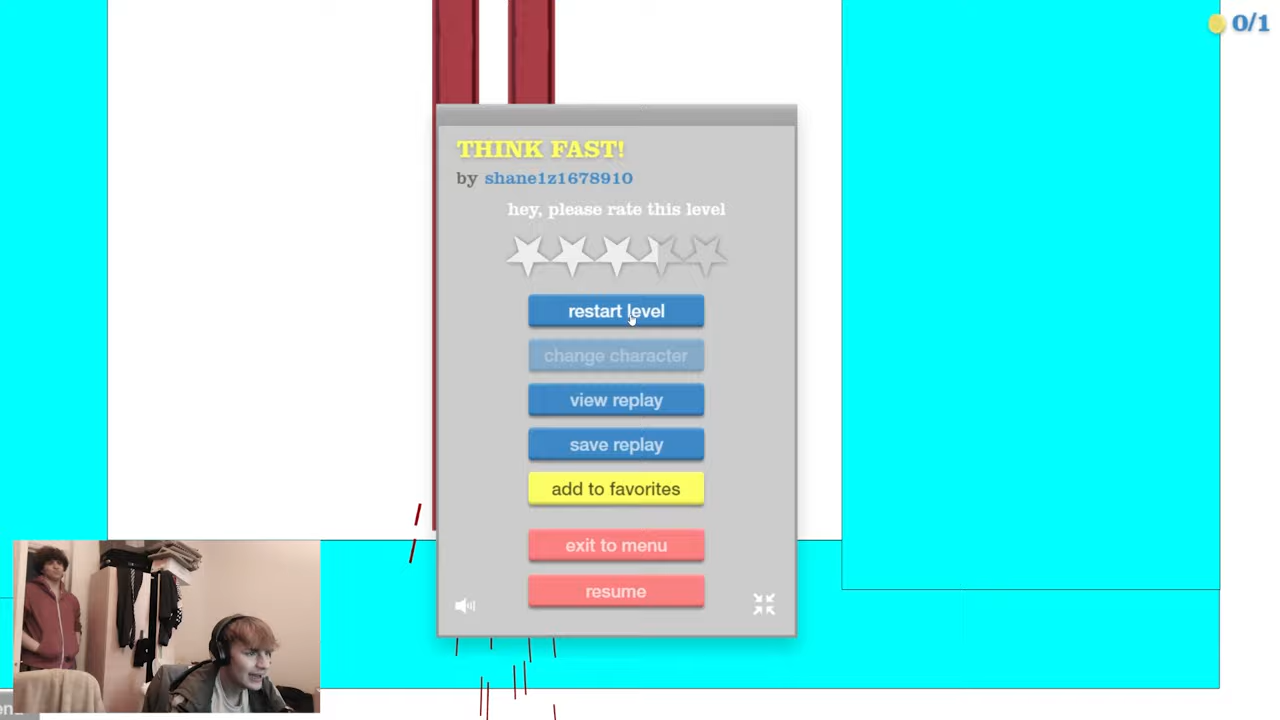 0/1
THINK FAST!
by shane1z1678910
hey, please rate this level
restart level
change character
view replay
save replay
add to favorites
exit to menu
resume